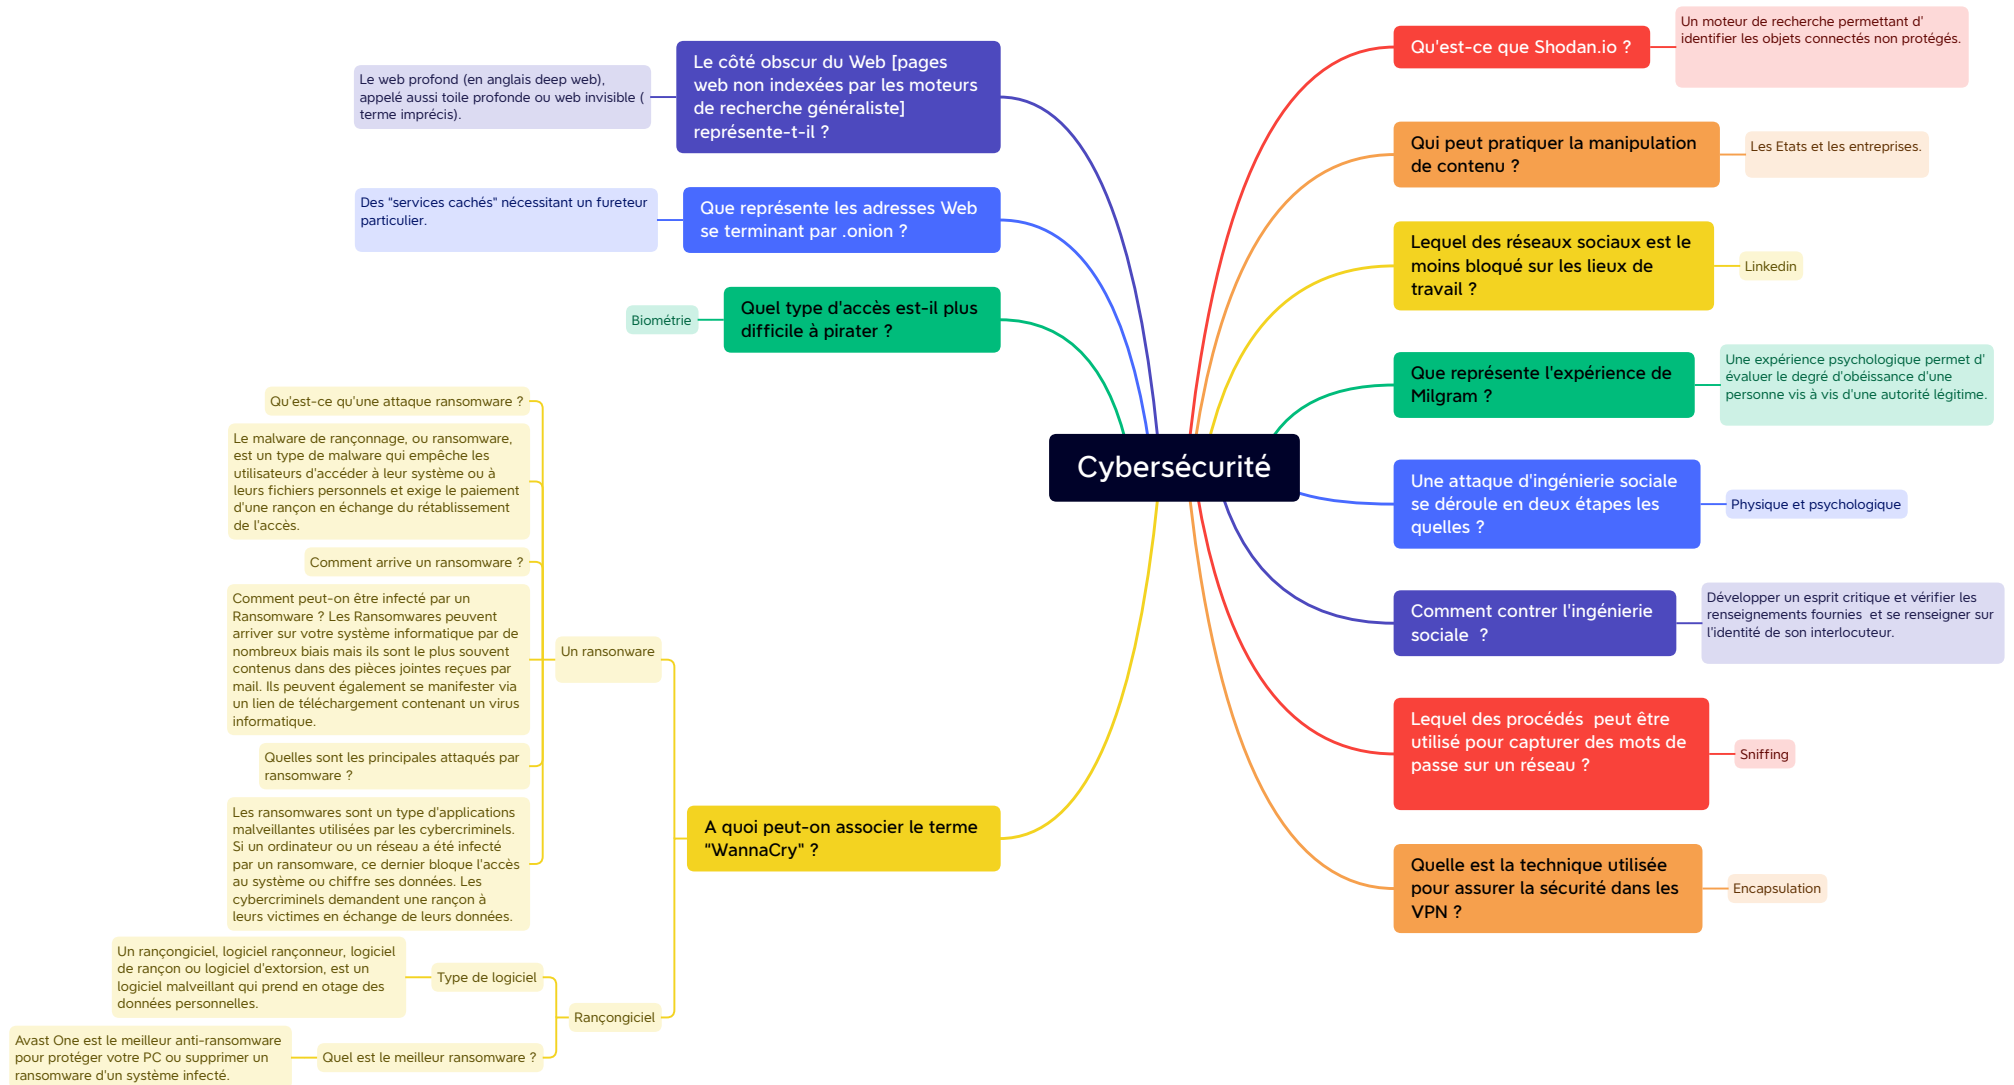 Cybersécurité
Qu'est-ce que Shodan.io ?
Un moteur de recherche permettant d'
identifier les objets connectés non protégés.
Qui peut pratiquer la manipulation
de contenu ?
Les Etats et les entreprises.
Lequel des réseaux sociaux est le
moins bloqué sur les lieux de
travail ?
Linkedin
Que représente l'expérience de
Milgram ?
Une expérience psychologique permet d'
évaluer le degré d'obéissance d'une
personne vis à vis d'une autorité légitime.
Une attaque d'ingénierie sociale
se déroule en deux étapes les
quelles ?
Physique et psychologique
Comment contrer l'ingénierie
sociale  ?
Développer un esprit critique et vérifier les
renseignements fournies  et se renseigner sur
l'identité de son interlocuteur.
Lequel des procédés  peut être
utilisé pour capturer des mots de
passe sur un réseau ?
Sniffing
Quelle est la technique utilisée
pour assurer la sécurité dans les
VPN ?
Encapsulation
Le côté obscur du Web [pages
web non indexées par les moteurs
de recherche généraliste]
représente-t-il ?
Le web profond (en anglais deep web),
appelé aussi toile profonde ou web invisible (
terme imprécis).
Que représente les adresses Web
se terminant par .onion ?
Des "services cachés" nécessitant un fureteur
particulier.
Quel type d'accès est-il plus
difficile à pirater ?
Biométrie
A quoi peut-on associer le terme
“WannaCry" ?
Un ransonware
Qu'est-ce qu'une attaque ransomware ?
Le malware de rançonnage, ou ransomware,
est un type de malware qui empêche les
utilisateurs d'accéder à leur système ou à
leurs fichiers personnels et exige le paiement
d'une rançon en échange du rétablissement
de l'accès.
Comment arrive un ransomware ?
Comment peut-on être infecté par un
Ransomware ? Les Ransomwares peuvent
arriver sur votre système informatique par de
nombreux biais mais ils sont le plus souvent
contenus dans des pièces jointes reçues par
mail. Ils peuvent également se manifester via
un lien de téléchargement contenant un virus
informatique.
Quelles sont les principales attaqués par
ransomware ?
Les ransomwares sont un type d'applications
malveillantes utilisées par les cybercriminels.
Si un ordinateur ou un réseau a été infecté
par un ransomware, ce dernier bloque l'accès
au système ou chiffre ses données. Les
cybercriminels demandent une rançon à
leurs victimes en échange de leurs données.
Rançongiciel
Type de logiciel
Un rançongiciel, logiciel rançonneur, logiciel
de rançon ou logiciel d'extorsion, est un
logiciel malveillant qui prend en otage des
données personnelles.
Quel est le meilleur ransomware ?
Avast One est le meilleur anti-ransomware
pour protéger votre PC ou supprimer un
ransomware d'un système infecté.